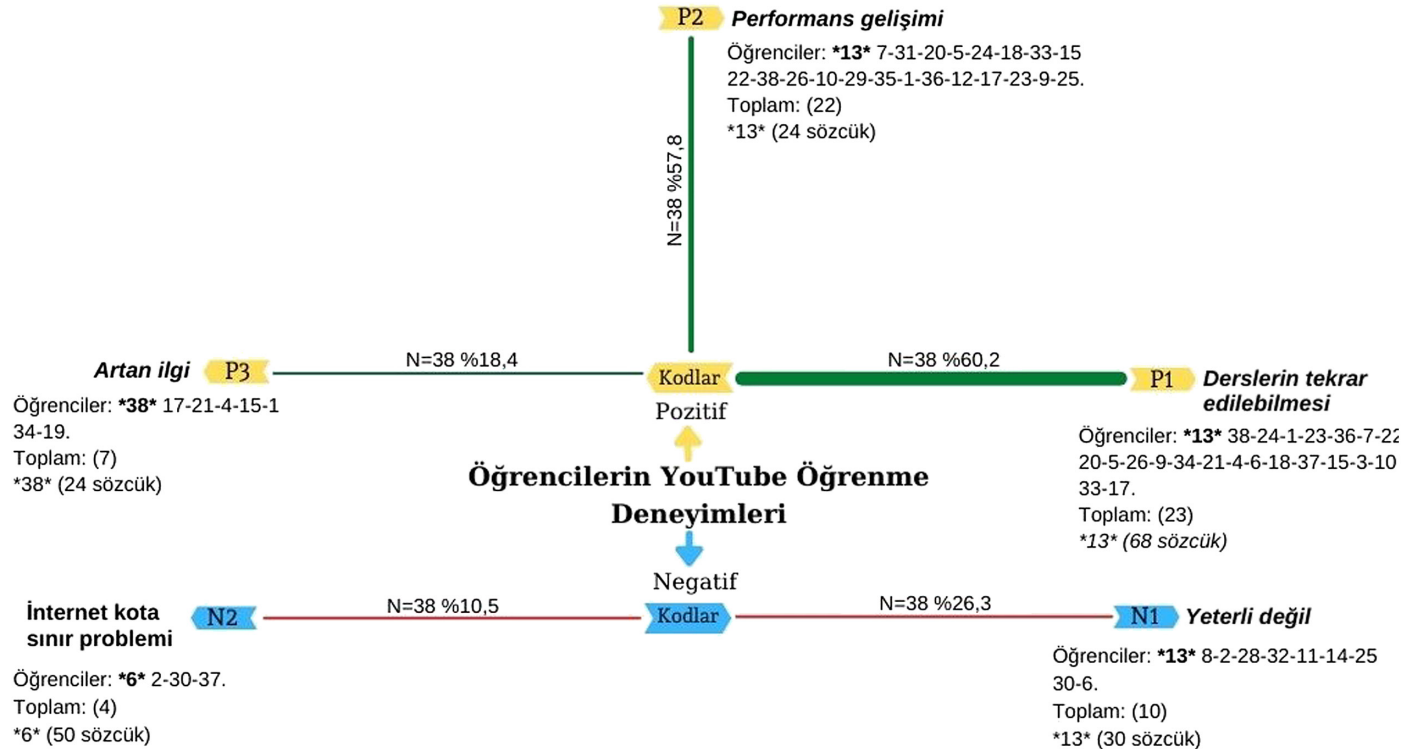 P2 Performans gelişimi
Öğrenciler: *13* 7-31-20-5-24-18-33-15
22-38-26-10-29-35-1-36-12-17-23-9-25.
Toplam: (22)
*13* (24 sözcük)
N=38 %57,8
Artan ilgi P3
N=38 %18,4
Öğrenciler: *38* 17-21-4-15-1
34-19.
Toplam: (7)
*38* (24 sözcük)
Kodlar
Pozitif
N=38 %60,2
P1 Derslerin tekrar
edilebilmesi
Öğrenciler: *13* 38-24-1-23-36-7-22
20-5-26-9-34-21-4-6-18-37-15-3-10
33-17.
Toplam: (23)
*13* (68 sözcük)
Öğrencilerin YouTube Öğrenme
Deneyimleri
Negatif
Kodlar
İnternet kota
sınır problemi
N2
N=38 %10,5
Öğrenciler: *6* 2-30-37.
Toplam: (4)
*6* (50 sözcük)
N=38 %26,3
N1 Yeterli değil
Öğrenciler: *13* 8-2-28-32-11-14-25
30-6.
Toplam: (10)
*13* (30 sözcük)